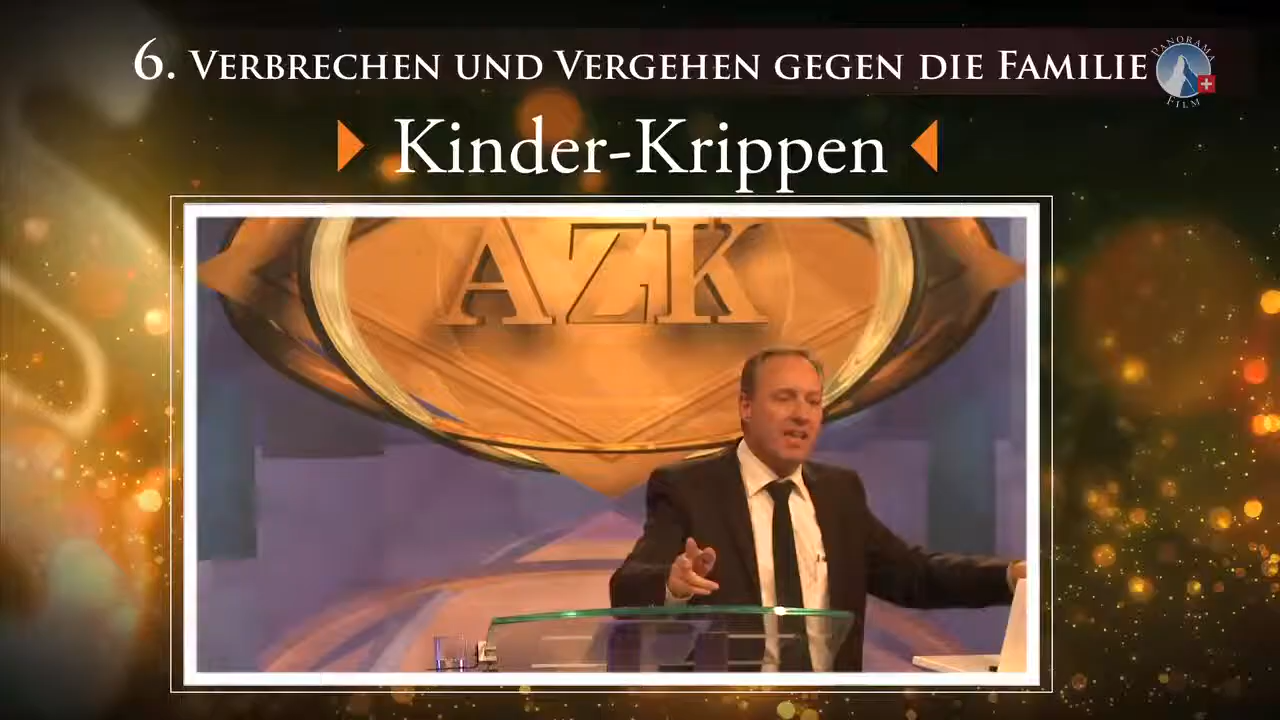 6. Verbrechen und Vergehen gegen die Familie
PANORAMA
FILM
Kinder-Krippen
AZK